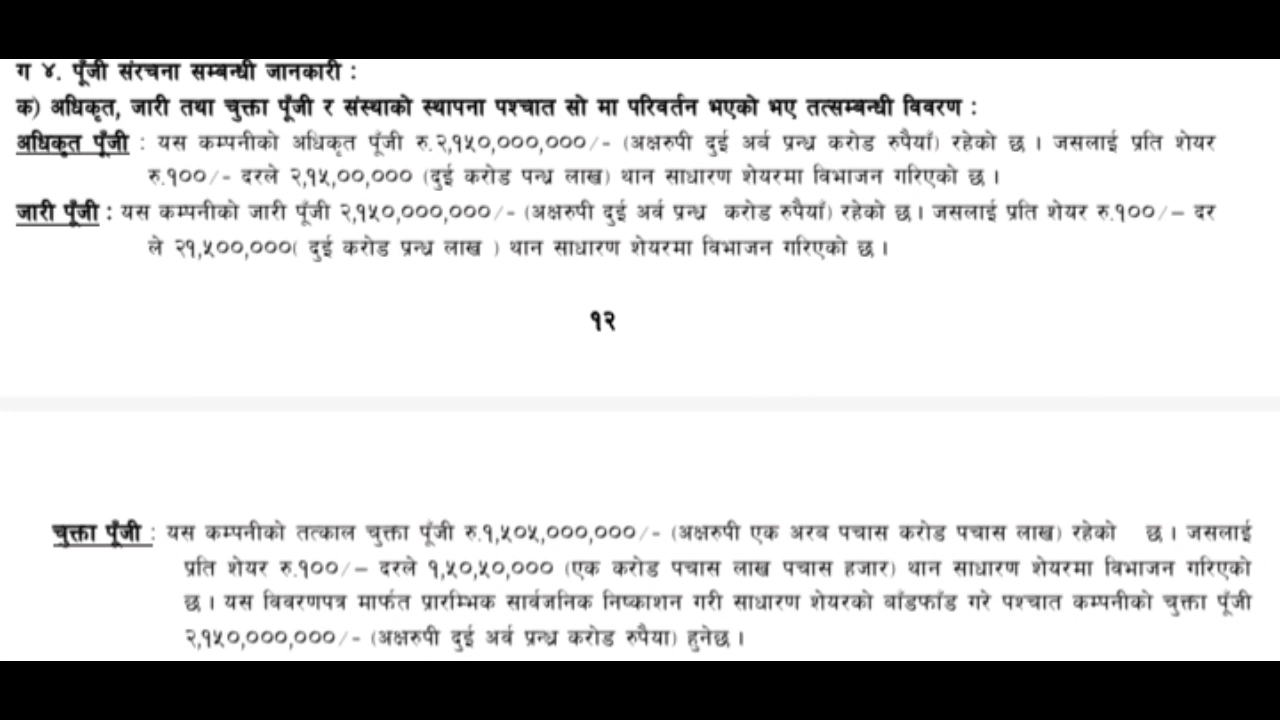 ग ४. पूँजी संरचना सम्बन्धी जानकारी :
क) अधिकृत, जारी तथा चुक्ता पूँजी र संस्थाको स्थापना पश्चात सो मा परिवर्तन भएको भए तत्सम्बन्धी विवरण :
अधिकृत पूँजी : यस कम्पनीको अधिकृत पूँजी रु.२,१५०,०००,०००/- (अक्षरुपी दुई अर्व प्रन्ध्र करोड रुपैयाँ) रहेको छ । जसलाई प्रति शेयर
रु.१००/- दरले २,१५,००,००० (दुई करोड पन्ध्र लाख) थान साधारण शेयरमा विभाजन गरिएको छ ।
जारी पूँजी : यस कम्पनीको जारी पूँजी २,१५०,०००,०००/- (अक्षरुपी दुई अर्व प्रन्ध्र करोड रुपैयाँ) रहेको छ । जसलाई प्रति शेयर रु.१००/– दर
ले २१,५००,०००( दुई करोड प्रन्ध्र लाख ) थान साधारण शेयरमा विभाजन गरिएको छ ।
१२
चुक्ता पूँजी : यस कम्पनीको तत्काल चुक्ता पूँजी रु.१,५०५,०००,०००/- (अक्षरुपी एक अरब पचास करोड पचास लाख) रहेको छ । जसलाई
प्रति शेयर रु.१००/– दरले १,५०,५०,००० (एक करोड पचास लाख पचास हजार) थान साधारण शेयरमा विभाजन गरिएको
छ । यस विवरणपत्र मार्फत प्रारम्भिक सार्वजनिक निष्काशन गरी साधारण शेयरको बाँडफाँड गरे पश्चात कम्पनीको चुक्ता पूँजी
२,१५०,०००,०००/- (अक्षरुपी दुई अर्व प्रन्ध्र करोड रुपैया) हुनेछ ।